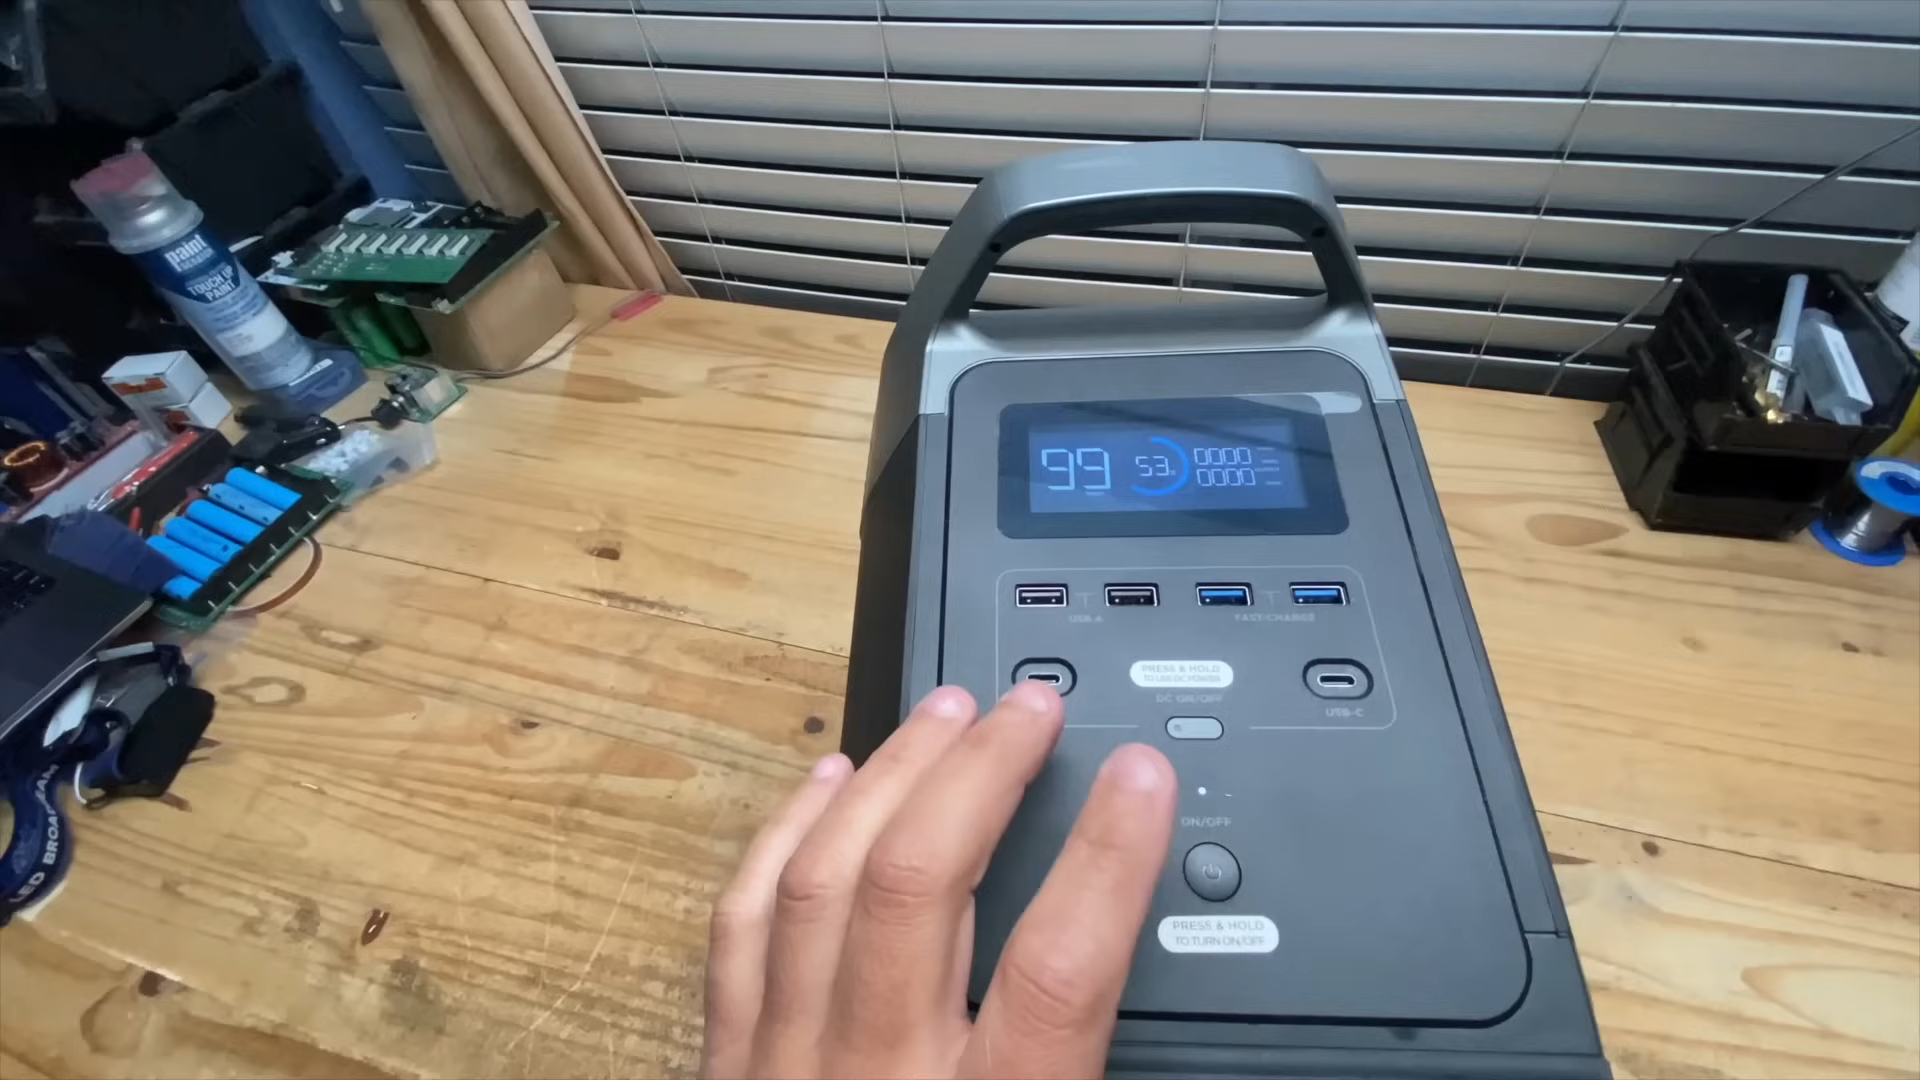 paint
TOUCH UP
PAINT
99
53
0000
0000
USB-A
FAST CHARGE
PRESS & HOLD
TO USE DC POWER
DC ON/OFF
USB-C
ON/OFF
PRESS & HOLD
TO TURN ON/OFF
LED